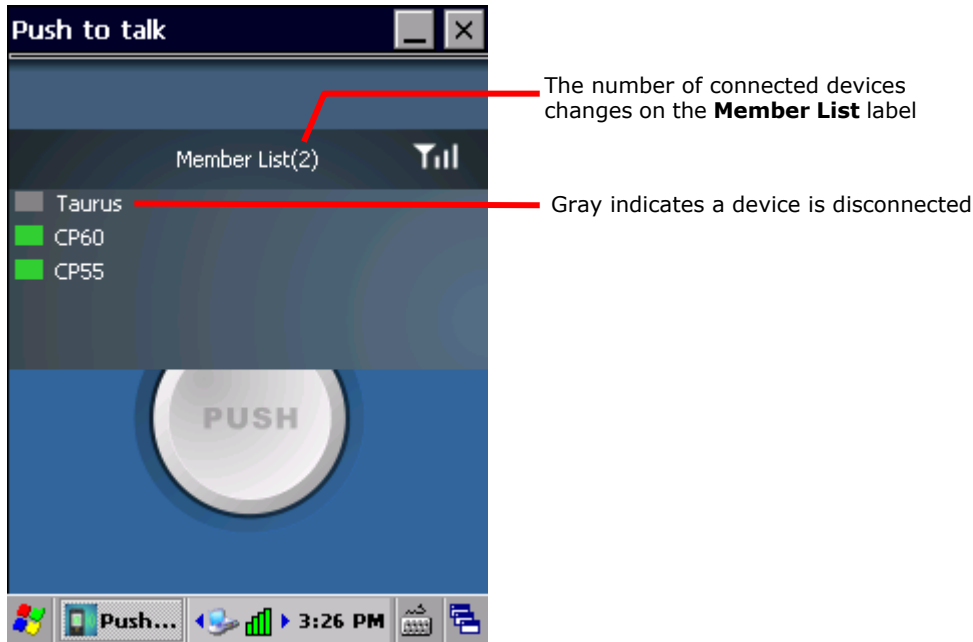 Push to talk
The number of connected devices
changes on the Member List label
Member List(2)
Taurus
Gray indicates a device is disconnected
CP60
CP55
PUSH
Push... 3:26 PM